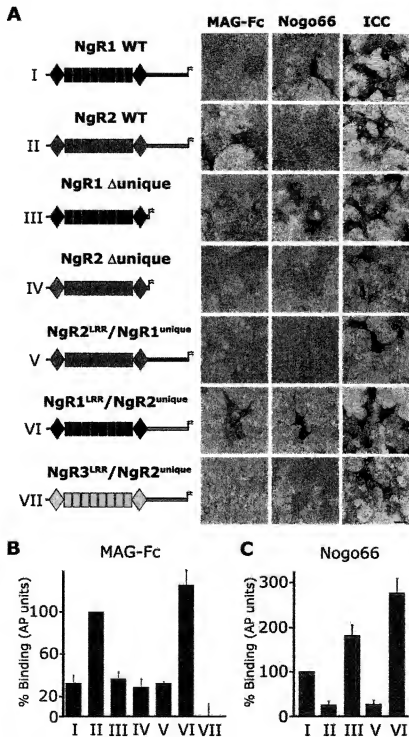 A
MAG-Fc Nogo66 ICC
NgR1 WT
I
NgR2 WT
II
NgR1 Δunique
III
NgR2 Δunique
IV
NgR2LRR/NgR1unique
V
NgR1LRR/NgR2unique
VI
NgR3LRR/NgR2unique
VII
B
MAG-Fc
% Binding (AP units)
100
20
0
I II III IV V VI VII
C
Nogo66
% Binding (AP units)
300
200
100
0
I II III IV V VI